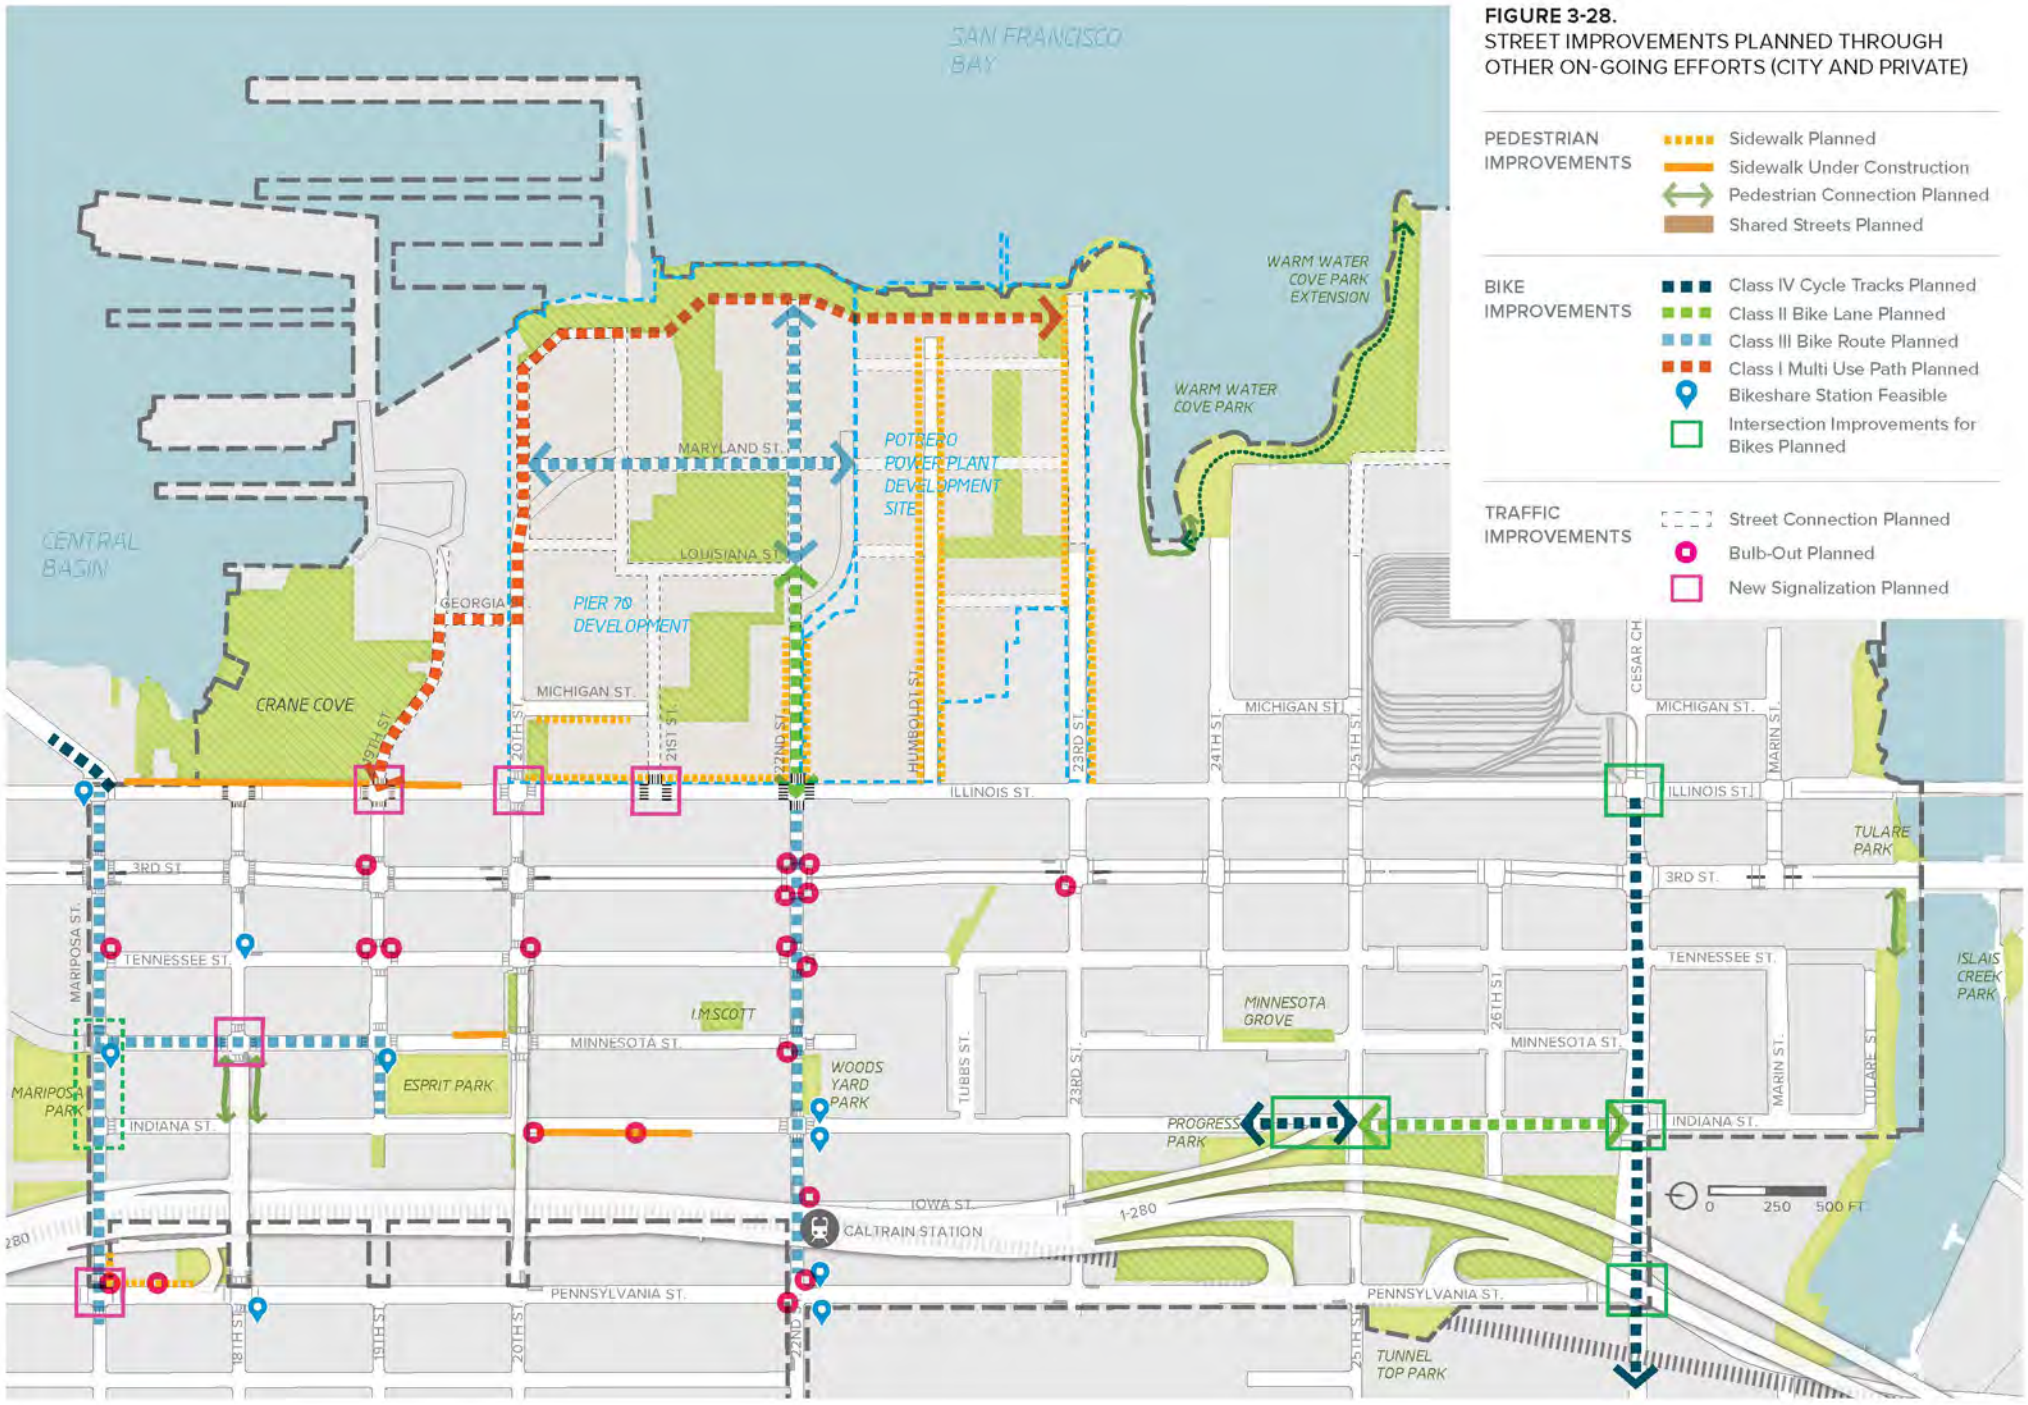 FIGURE 3-28.
STREET IMPROVEMENTS PLANNED THROUGH
OTHER ON-GOING EFFORTS (CITY AND PRIVATE)
PEDESTRIAN
IMPROVEMENTS
Sidewalk Planned
Sidewalk Under Construction
Pedestrian Connection Planned
Shared Streets Planned
BIKE
IMPROVEMENTS
Class IV Cycle Tracks Planned
Class II Bike Lane Planned
Class III Bike Route Planned
Class I Multi Use Path Planned
Bikeshare Station Feasible
Intersection Improvements for
Bikes Planned
TRAFFIC
IMPROVEMENTS
Street Connection Planned
Bulb-Out Planned
New Signalization Planned
SAN FRANCISCO
BAY
WARM WATER
COVE PARK
EXTENSION
WARM WATER
COVE PARK
MARYLAND ST.
POTRERO
POWER PLANT
DEVELOPMENT
SITE
CENTRAL
BASIN
LOUISIANA ST.
GEORGIA
PIER 70
DEVELOPMENT
CRANE COVE
MICHIGAN ST.
MICHIGAN ST.
MICHIGAN ST.
19TH ST.
20TH ST.
21ST ST.
22ND ST.
HUMBOLDT ST.
23RD ST.
24TH ST.
25TH ST.
CESAR CH.
MARIN ST.
ILLINOIS ST.
ILLINOIS ST.
TULARE
PARK
3RD ST.
3RD ST.
MARIPOSA ST.
TENNESSEE ST.
TENNESSEE ST.
ISLAIS
CREEK
PARK
I.M.SCOTT
MINNESOTA
GROVE
26TH ST.
MINNESOTA ST.
MINNESOTA ST.
MARIPOSA
PARK
ESPRIT PARK
WOODS
YARD
PARK
TUBBS ST.
23RD ST.
MARIN ST.
TULARE ST.
INDIANA ST.
PROGRESS
PARK
INDIANA ST.
IOWA ST.
I-280
0 250 500 FT
280
CALTRAIN STATION
PENNSYLVANIA ST.
PENNSYLVANIA ST.
18TH ST.
19TH ST.
20TH ST.
22ND ST.
25TH ST.
TUNNEL
TOP PARK